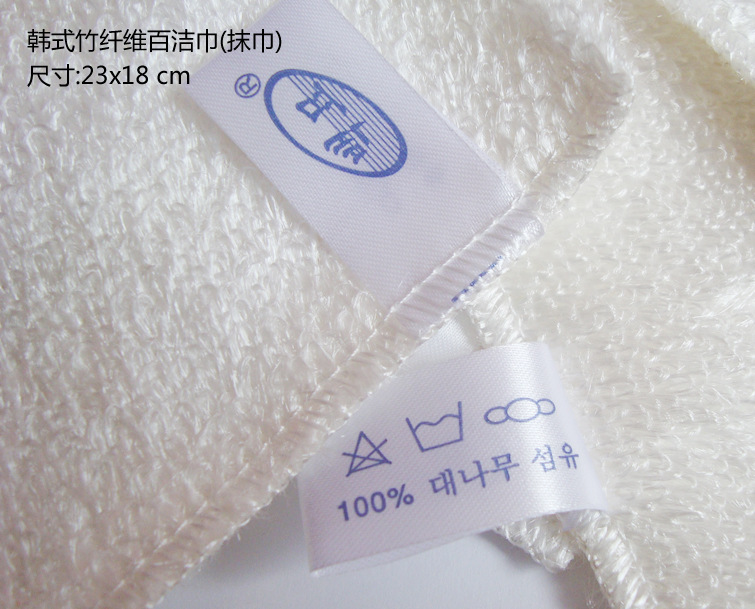 韩式竹纤维百洁巾(抹巾)
尺寸:23x18 cm
®
100% 대나무 섬유